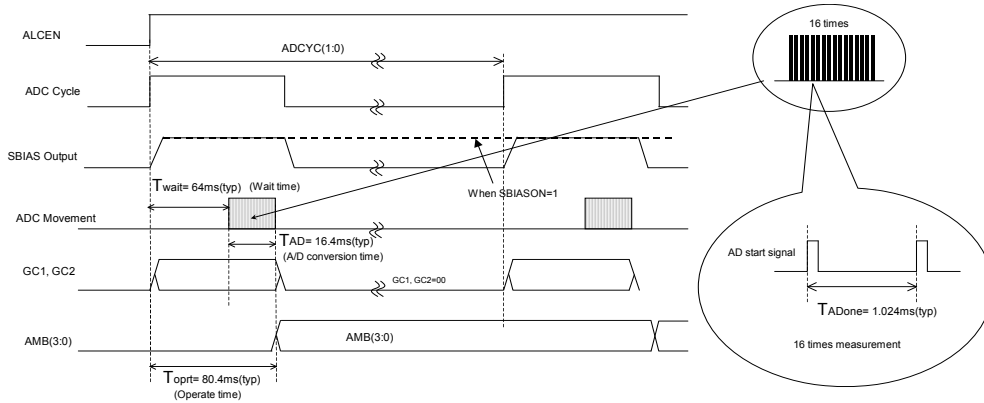 ALCEN
16 times
ADCYC(1:0)
ADC Cycle
SBIAS Output
Twait= 64ms(typ) (Wait time)
When SBIASON=1
ADC Movement
TAD= 16.4ms(typ)
(A/D conversion time)
AD start signal
GC1, GC2
GC1, GC2=00
TADone= 1.024ms(typ)
AMB(3:0)
AMB(3:0)
16 times measurement
Toprt= 80.4ms(typ)
(Operate time)